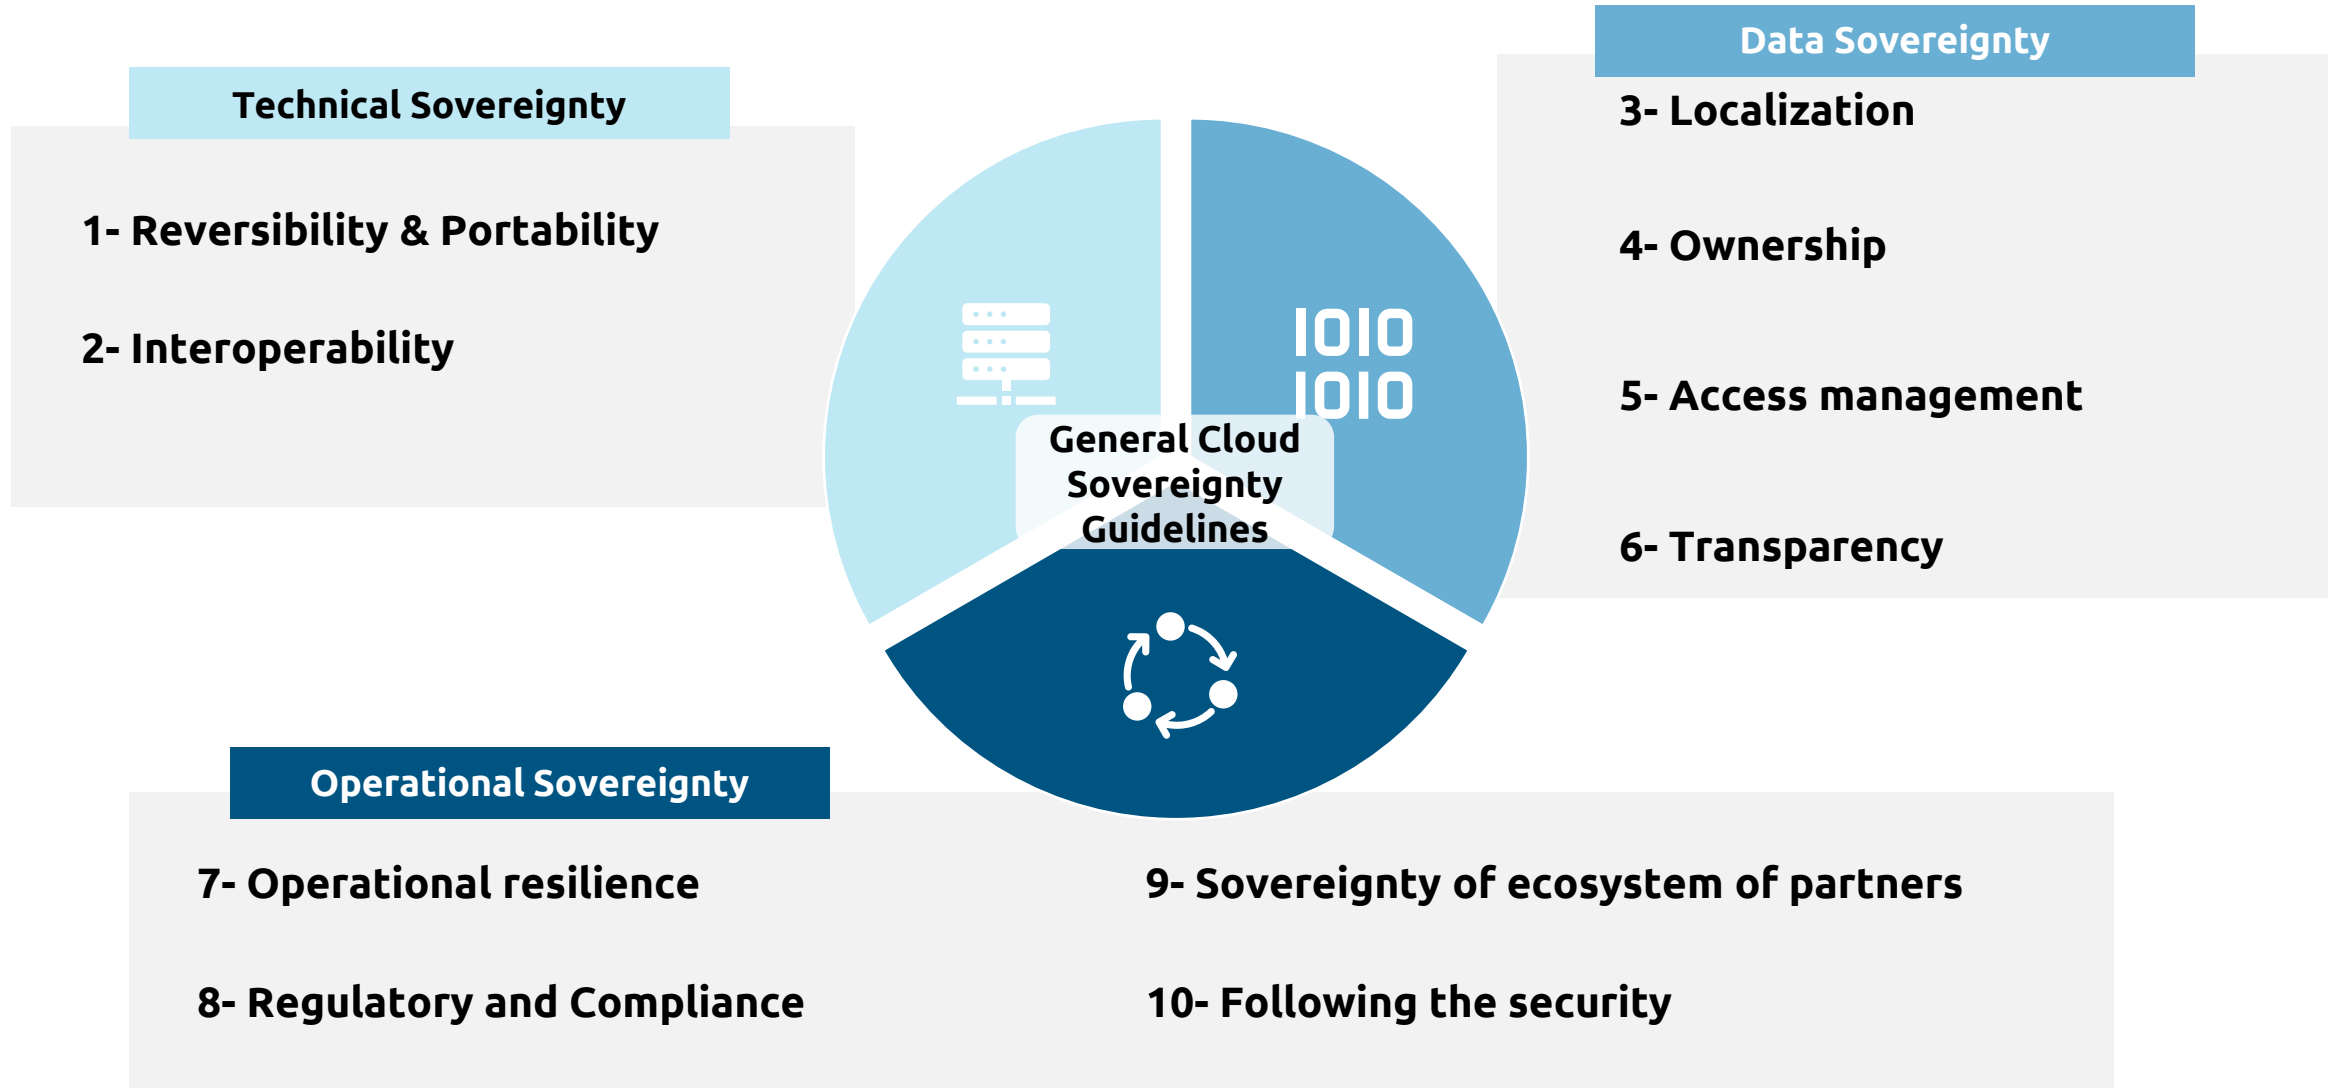 Technical Sovereignty
1- Reversibility & Portability
2- Interoperability
Data Sovereignty
3- Localization
4- Ownership
5- Access management
6- Transparency
1010
1010
General Cloud
Sovereignty
Guidelines
Operational Sovereignty
7- Operational resilience
8- Regulatory and Compliance
9- Sovereignty of ecosystem of partners
10- Following the security